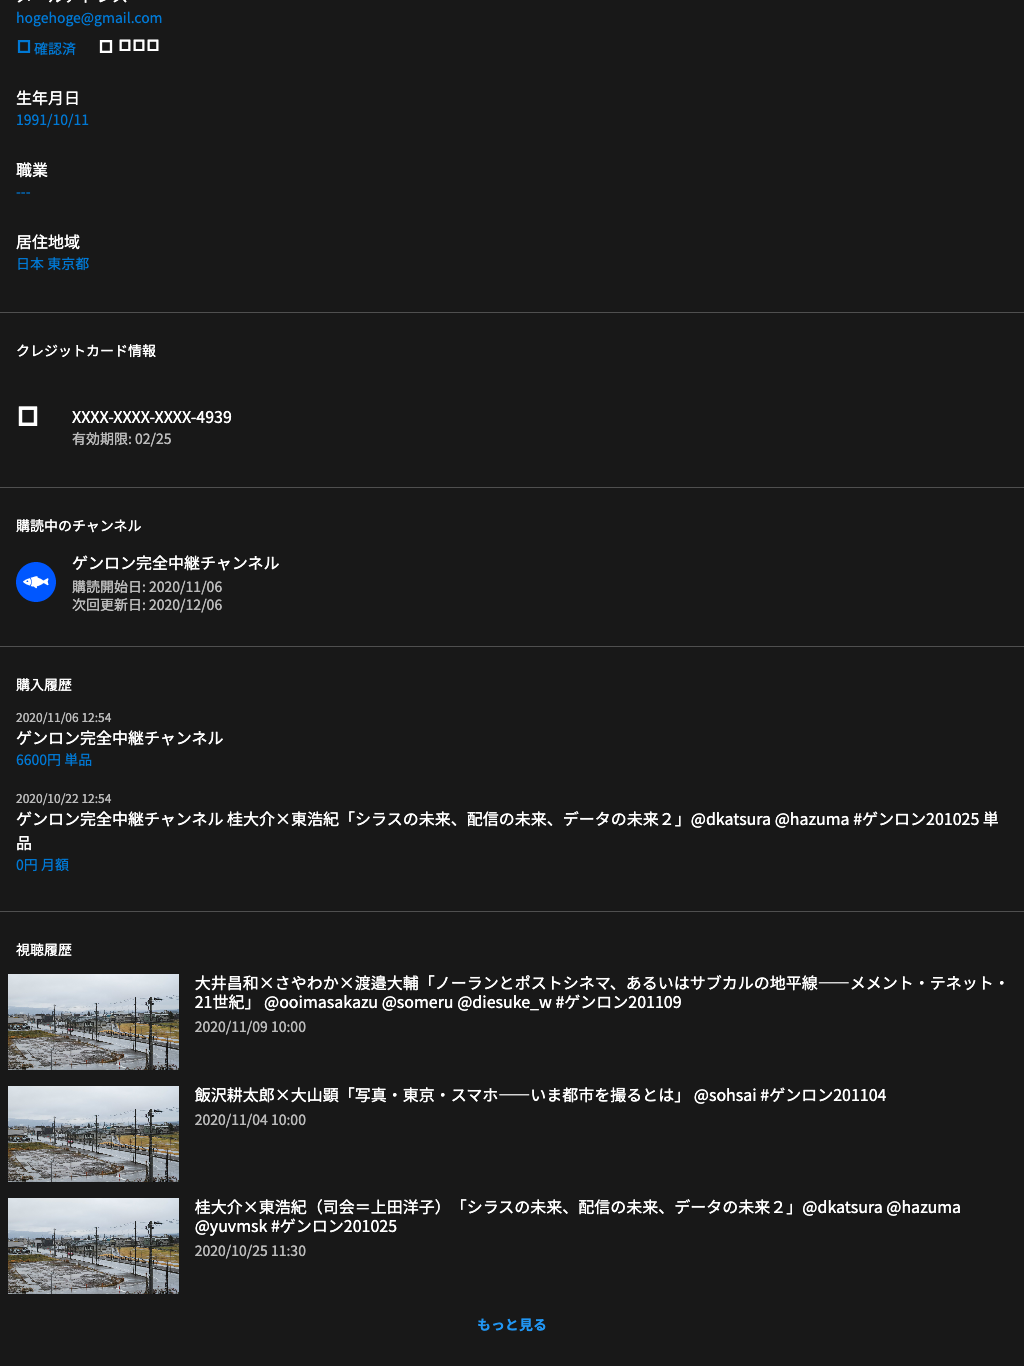 hogehoge@gmail.com
確認済
生年月日
1991/10/11
職業
---
居住地域
日本 東京都
クレジットカード情報
XXXX-XXXX-XXXX-4939
有効期限: 02/25
購読中のチャンネル
ゲンロン完全中継チャンネル
購読開始日: 2020/11/06
次回更新日: 2020/12/06
購入履歴
2020/11/06 12:54
ゲンロン完全中継チャンネル
6600円 単品
2020/10/22 12:54
ゲンロン完全中継チャンネル 桂大介×東浩紀「シラスの未来、配信の未来、データの未来２」@dkatsura @hazuma #ゲンロン201025 単
品
0円 月額
視聴履歴
大井昌和×さやわか×渡邉大輔「ノーランとポストシネマ、あるいはサブカルの地平線——メメント・テネット・
21世紀」 @ooimasakazu @someru @diesuke_w #ゲンロン201109
2020/11/09 10:00
飯沢耕太郎×大山顕「写真・東京・スマホ——いま都市を撮るとは」 @sohsai #ゲンロン201104
2020/11/04 10:00
桂大介×東浩紀（司会＝上田洋子）「シラスの未来、配信の未来、データの未来２」@dkatsura @hazuma
@yuvmsk #ゲンロン201025
2020/10/25 11:30
もっと見る